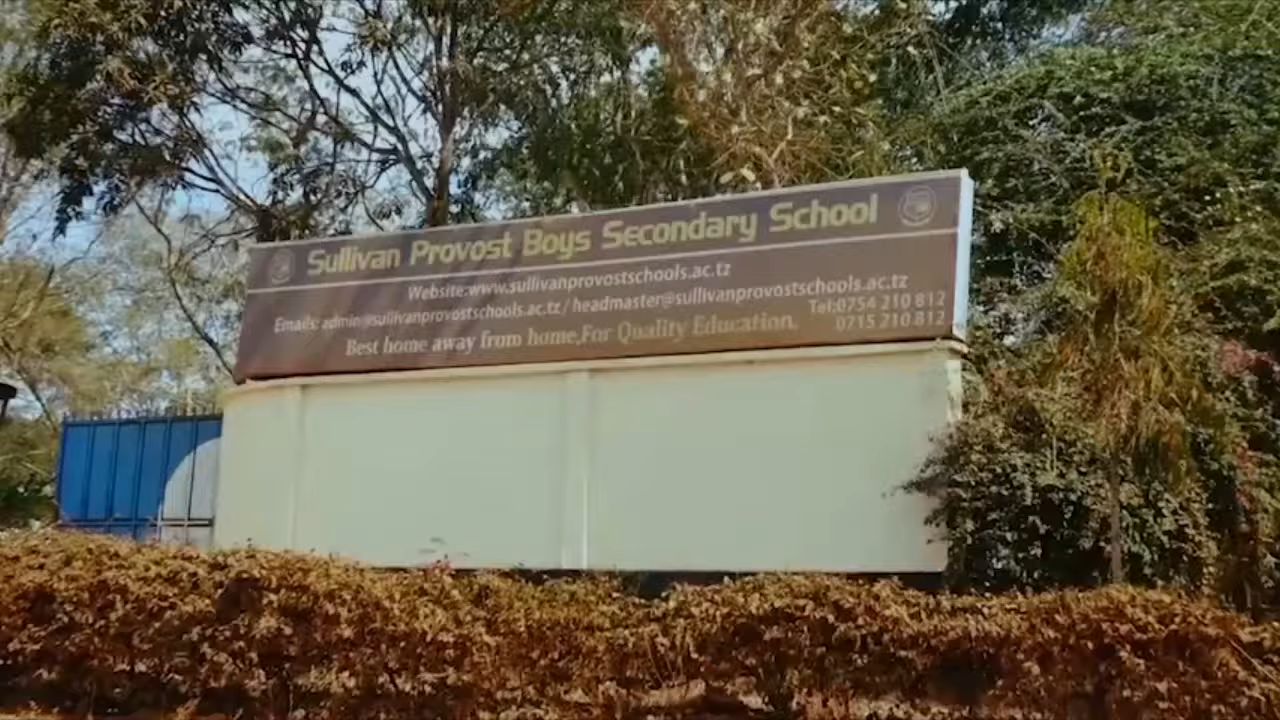 Sullivan Provost Boys Secondary School
Website:www.sullivanprovostschools.ac.tz
Emails: admin@sullivanprovostschools.ac.tz / headmaster@sullivanprovostschools.ac.tz
Best home away from home,For Quality Education.
Tel:0754 210 812
0715 210 812